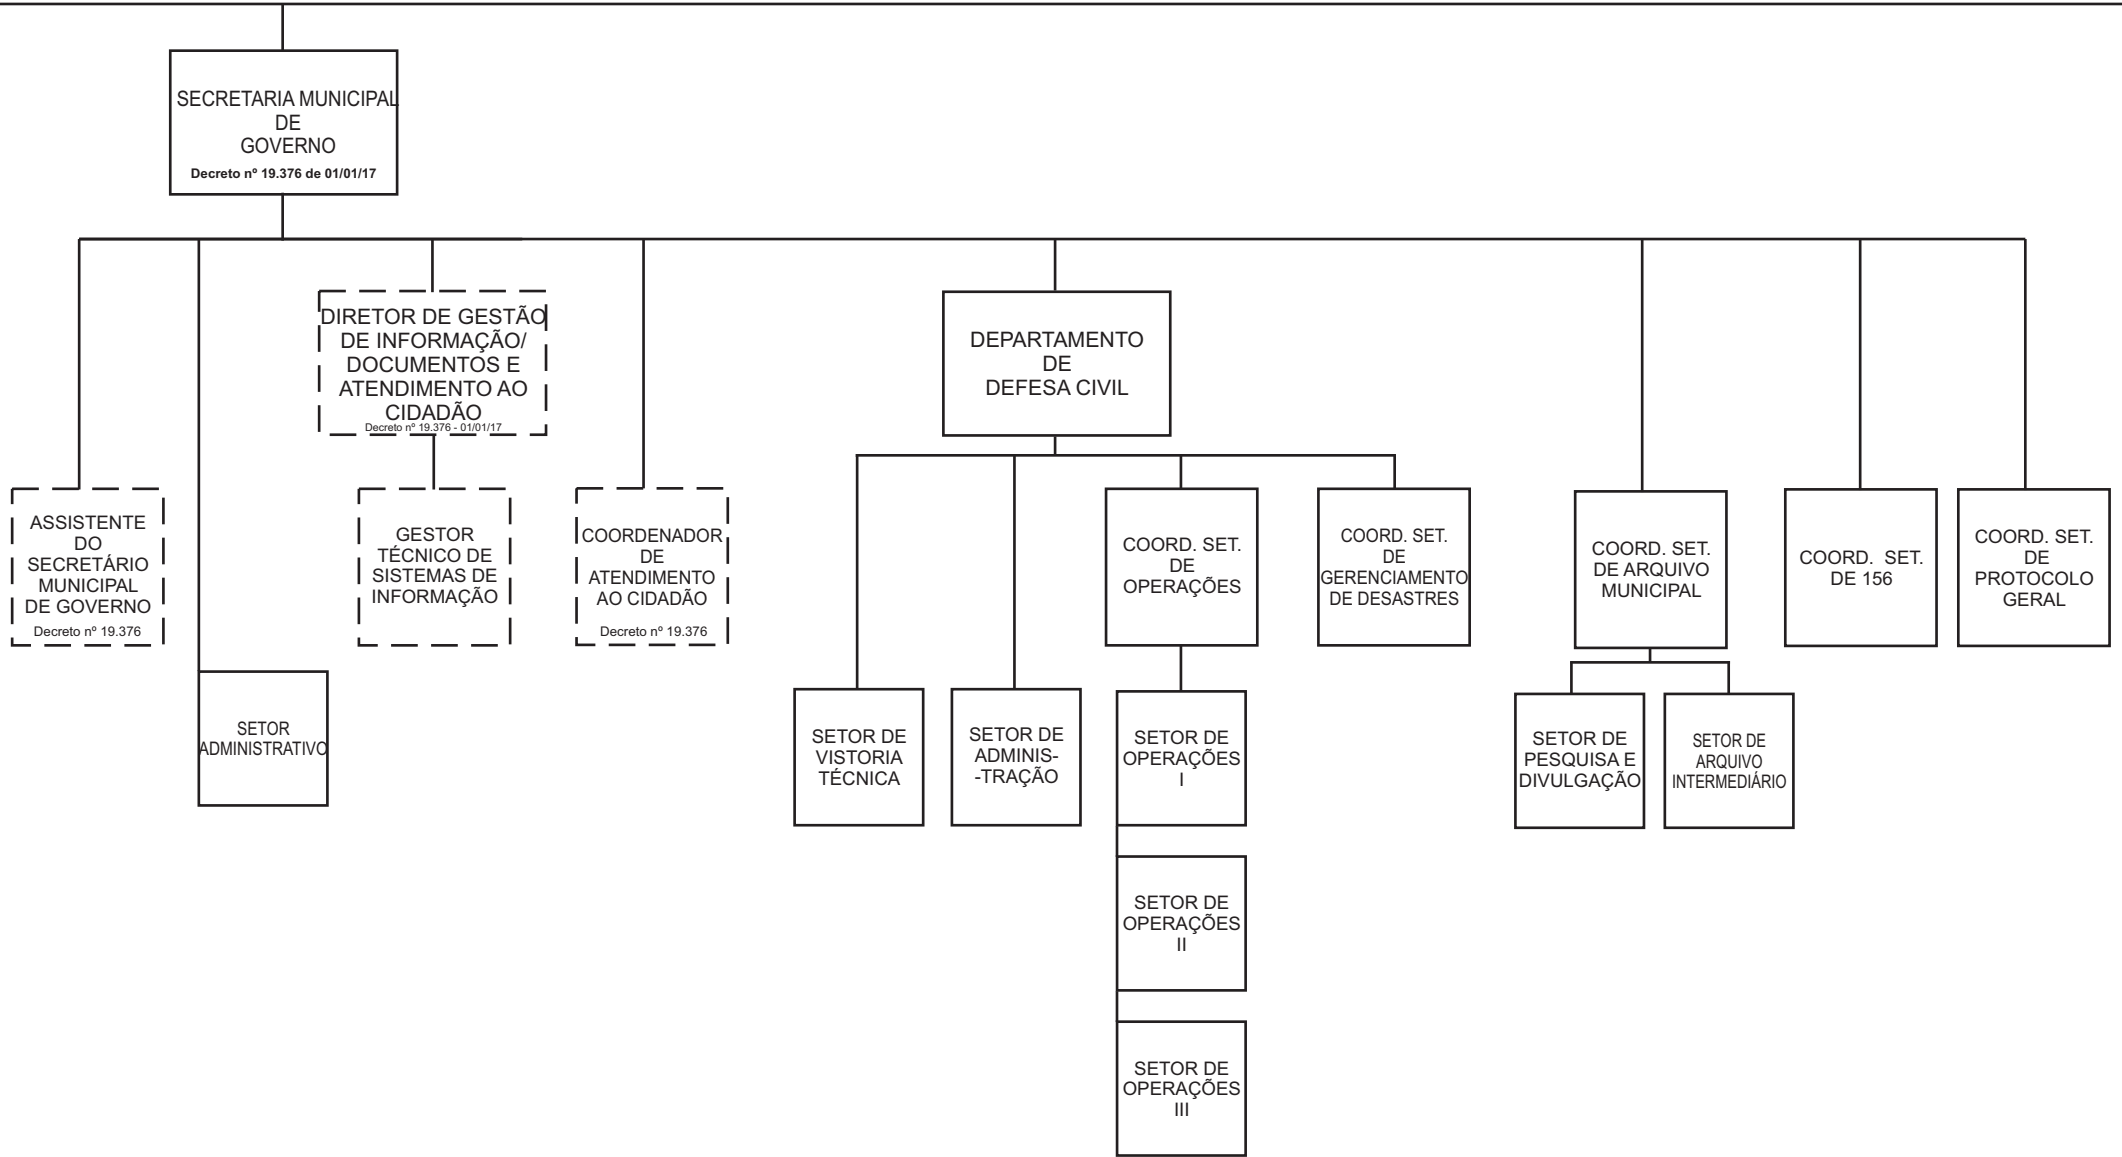 SECRETARIA MUNICIPAL
DE
GOVERNO
Decreto nº 19.376 de 01/01/17
DIRETOR DE GESTÃO
DE INFORMAÇÃO/
DOCUMENTOS E
ATENDIMENTO AO
CIDADÃO
Decreto nº 19.376 - 01/01/17
DEPARTAMENTO
DE
DEFESA CIVIL
ASSISTENTE
DO
SECRETÁRIO
MUNICIPAL
DE GOVERNO
Decreto nº 19.376
GESTOR
TÉCNICO DE
SISTEMAS DE
INFORMAÇÃO
COORDENADOR
DE
ATENDIMENTO
AO CIDADÃO
Decreto nº 19.376
COORD. SET.
DE
OPERAÇÕES
COORD. SET.
DE
GERENCIAMENTO
DE DESASTRES
COORD. SET.
DE ARQUIVO
MUNICIPAL
COORD. SET.
DE 156
COORD. SET.
DE
PROTOCOLO
GERAL
SETOR
ADMINISTRATIVO
SETOR DE
VISTORIA
TÉCNICA
SETOR DE
ADMINIS-
-TRAÇÃO
SETOR DE
OPERAÇÕES
I
SETOR DE
PESQUISA E
DIVULGAÇÃO
SETOR DE
ARQUIVO
INTERMEDIÁRIO
SETOR DE
OPERAÇÕES
II
SETOR DE
OPERAÇÕES
III